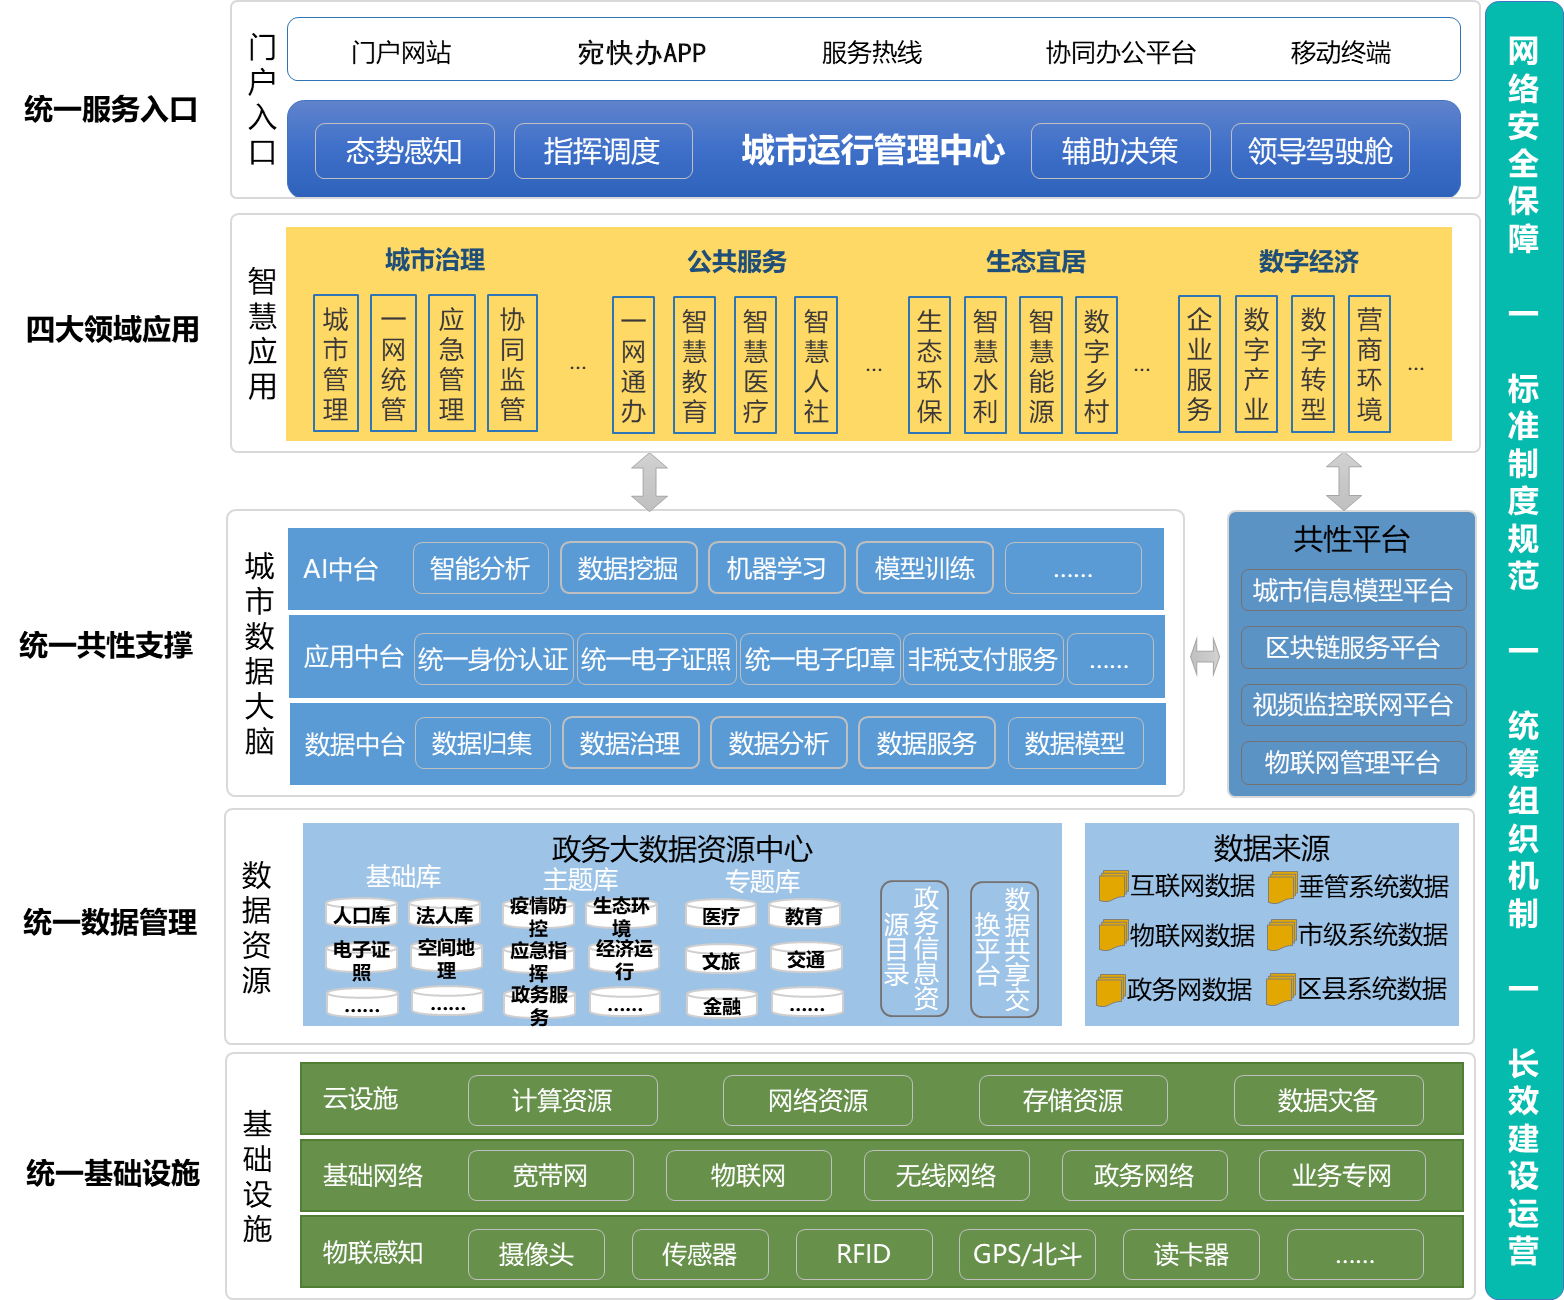 统一服务入口
门户入口
门户网站
宛快办APP
服务热线
协同办公平台
移动终端
态势感知
指挥调度
城市运行管理中心
辅助决策
领导驾驶舱
四大领域应用
智慧应用
城市治理
城市管理
一网统管
应急管理
协同监管
...
公共服务
一网通办
智慧教育
智慧医疗
智慧人社
...
生态宜居
生态环保
智慧水利
智慧能源
数字乡村
...
数字经济
企业服务
数字产业
数字转型
营商环境
...
统一共性支撑
城市数据大脑
AI中台
智能分析
数据挖掘
机器学习
模型训练
......
应用中台
统一身份认证
统一电子证照
统一电子印章
非税支付服务
......
数据中台
数据归集
数据治理
数据分析
数据服务
数据模型
共性平台
城市信息模型平台
区块链服务平台
视频监控联网平台
物联网管理平台
统一数据管理
数据资源
政务大数据资源中心
基础库
人口库
法人库
电子证
照
空间地
理
......
......
主题库
疫情防
控
生态环
境
应急指
挥
经济运
行
政务服
务
......
专题库
医疗
教育
文旅
交通
金融
......
政务信息资
源目录
数据共享交
换平台
数据来源
互联网数据
垂管系统数据
物联网数据
市级系统数据
政务网数据
区县系统数据
统一基础设施
基础设施
云设施
计算资源
网络资源
存储资源
数据灾备
基础网络
宽带网
物联网
无线网络
政务网络
业务专网
物联感知
摄像头
传感器
RFID
GPS/北斗
读卡器
......
网络安全保障 — 标准制度规范 — 统筹组织机制 — 长效建设运营